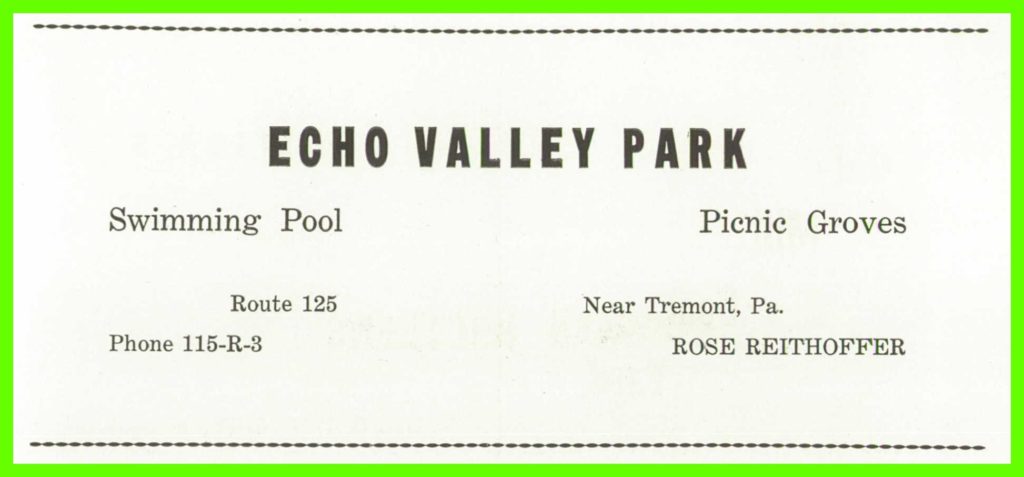 ECHO VALLEY PARK
Swimming Pool Picnic Groves
Route 125 Near Tremont, Pa.
Phone 115-R-3 ROSE REITHOFFER